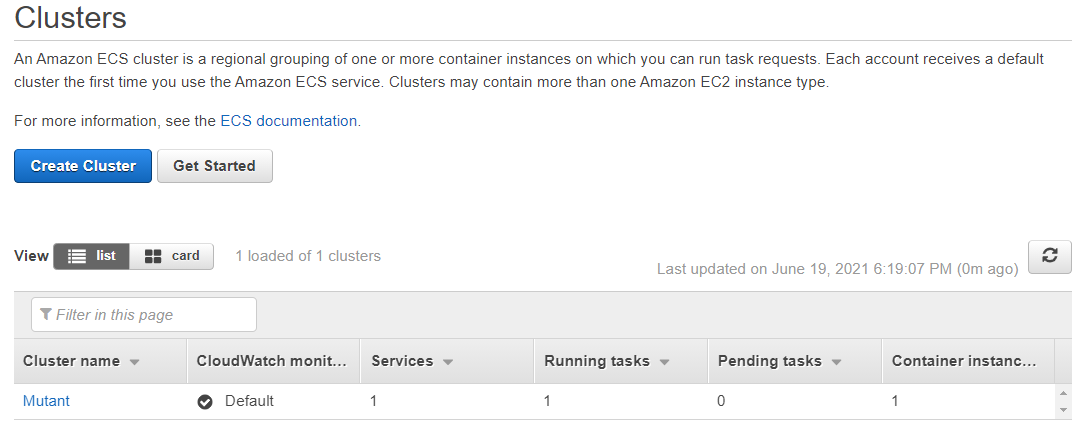 Clusters
An Amazon ECS cluster is a regional grouping of one or more container instances on which you can run task requests. Each account receives a default
cluster the first time you use the Amazon ECS service. Clusters may contain more than one Amazon EC2 instance type.
For more information, see the ECS documentation.
Create Cluster Get Started
View list card 1 loaded of 1 clusters
Last updated on June 19, 2021 6:19:07 PM (0m ago)
Filter in this page
Cluster name CloudWatch monit... Services Running tasks Pending tasks Container instanc...
Mutant Default 1 1 0 1